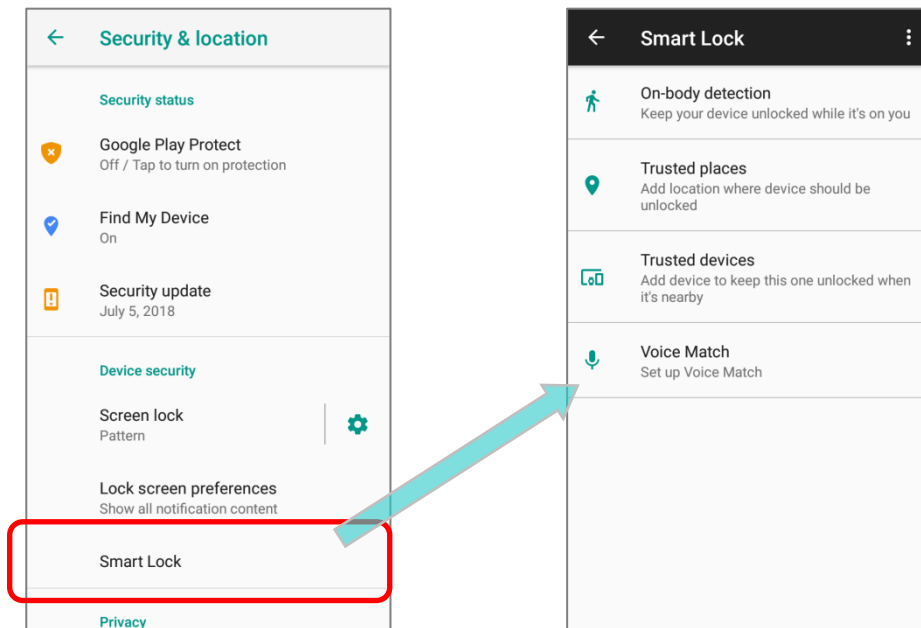 Security & location
Security status
Google Play Protect
Off / Tap to turn on protection
Find My Device
On
Security update
July 5, 2018
Device security
Screen lock
Pattern
Lock screen preferences
Show all notification content
Smart Lock
Privacy
Smart Lock
On-body detection
Keep your device unlocked while it's on you
Trusted places
Add location where device should be
unlocked
Trusted devices
Add device to keep this one unlocked when
it's nearby
Voice Match
Set up Voice Match